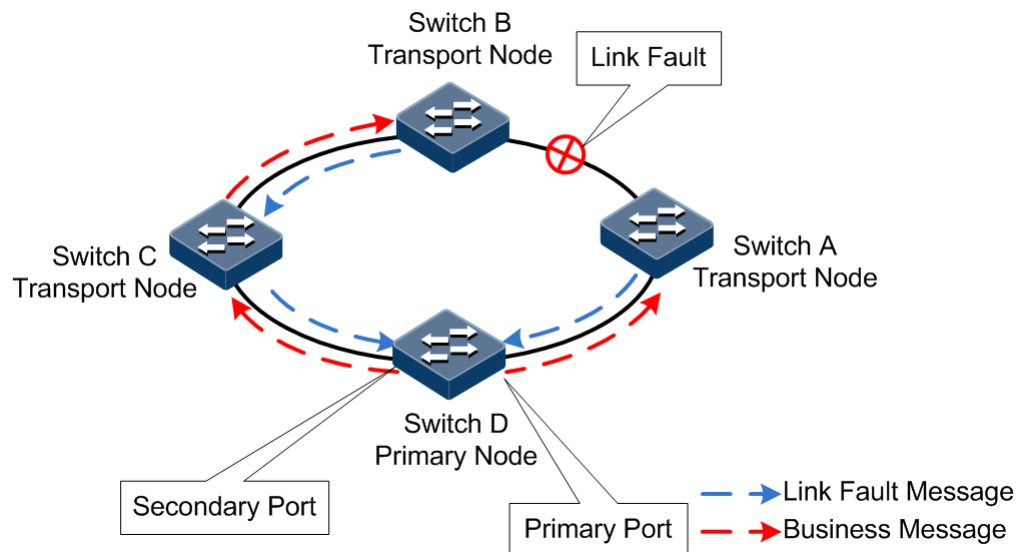 Switch B
Transport Node
Link Fault
Switch C
Transport Node
Switch A
Transport Node
Switch D
Primary Node
Secondary Port
Primary Port
Link Fault Message
Business Message